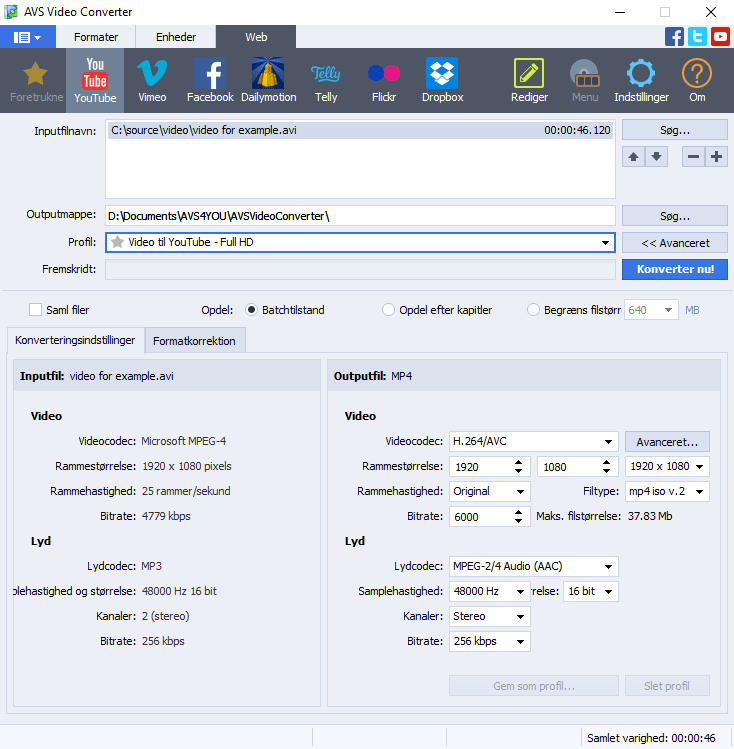 AVS Video Converter
Formater Enheder Web
You Tube
Telly
Foretrukne YouTube Vimeo Facebook Dailymotion Telly Flickr Dropbox Rediger Menu Indstillinger Om
Inputfilnavn: C:\source\video\video for example.avi 00:00:46.120 Søg...
Outputmappe: D:\Documents\AVS4YOU\AVSVideoConverter\ Søg...
Profil: Video til YouTube - Full HD << Avanceret
Fremskridt: Konverter nu!
Saml filer Opdel: Batchtilstand Opdel efter kapitler Begræns filstørr 640 MB
Konverteringsindstillinger Formatkorrektion
Inputfil: video for example.avi
Video
Videocodec: Microsoft MPEG-4
Rammestørrelse: 1920 x 1080 pixels
Rammehastighed: 25 rammer/sekund
Bitrate: 4779 kbps
Lyd
Lydcodec: MP3
plehastighed og størrelse: 48000 Hz 16 bit
Kanaler: 2 (stereo)
Bitrate: 256 kbps
Outputfil: MP4
Video
Videocodec: H.264/AVC Avanceret...
Rammestørrelse: 1920 1080 1920 x 1080
Rammehastighed: Original Filtype: mp4 iso v.2
Bitrate: 6000 Maks. filstørrelse: 37.83 Mb
Lyd
Lydcodec: MPEG-2/4 Audio (AAC)
Samplehastighed: 48000 Hz rrelse: 16 bit
Kanaler: Stereo
Bitrate: 256 kbps
Gem som profil... Slet profil
Samlet varighed: 00:00:46